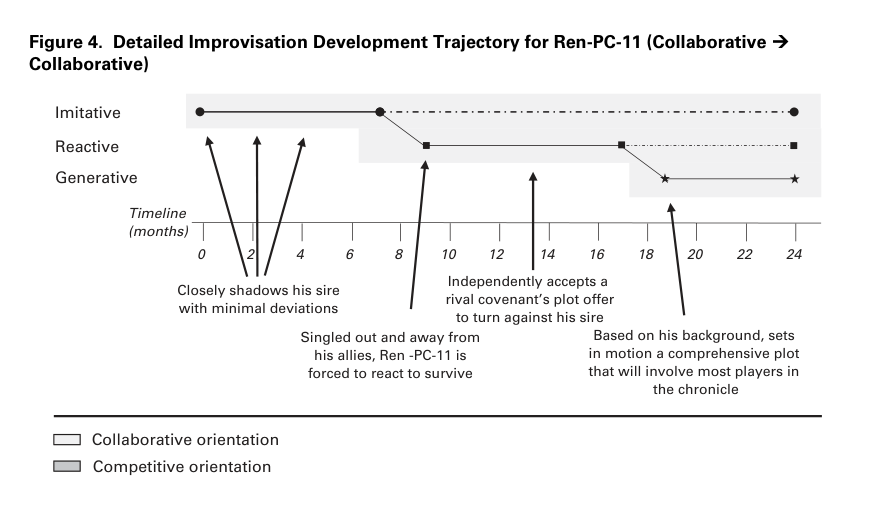 Figure 4.  Detailed Improvisation Development Trajectory for Ren-PC-11 (Collaborative →
Collaborative)
Imitative
Reactive
Generative
Timeline
(months)
0 2 4 6 8 10 12 14 16 18 20 22 24
Closely shadows his sire
with minimal deviations
Singled out and away from
his allies, Ren -PC-11 is
forced to react to survive
Independently accepts a
rival covenant's plot offer
to turn against his sire
Based on his background, sets
in motion a comprehensive plot
that will involve most players in
the chronicle
Collaborative orientation
Competitive orientation